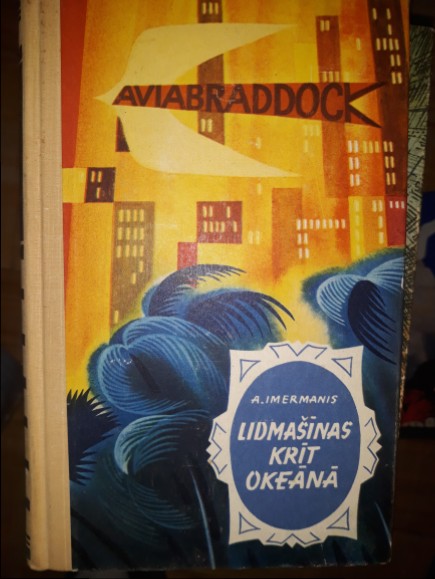 AVIABRADDOCK
A. IMERMANIS
LIDMAŠĪNAS
KRĪT
OKEĀNĀ